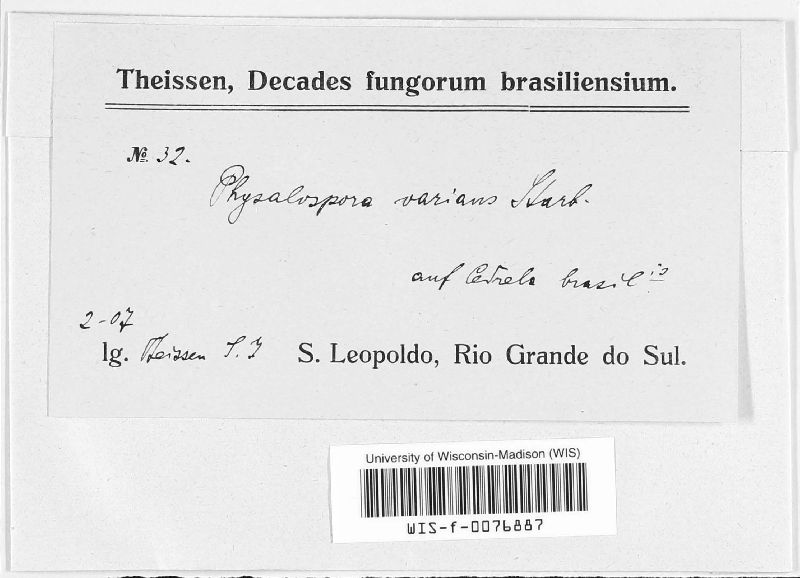 Theissen, Decades fungorum brasiliensium.
№ 32.
Physalospora varians Starb.
auf Cedrela brasil is
2-07
lg. Theissen S. J S. Leopoldo, Rio Grande do Sul.
University of Wisconsin-Madison (WIS)
WIS-f-0076887